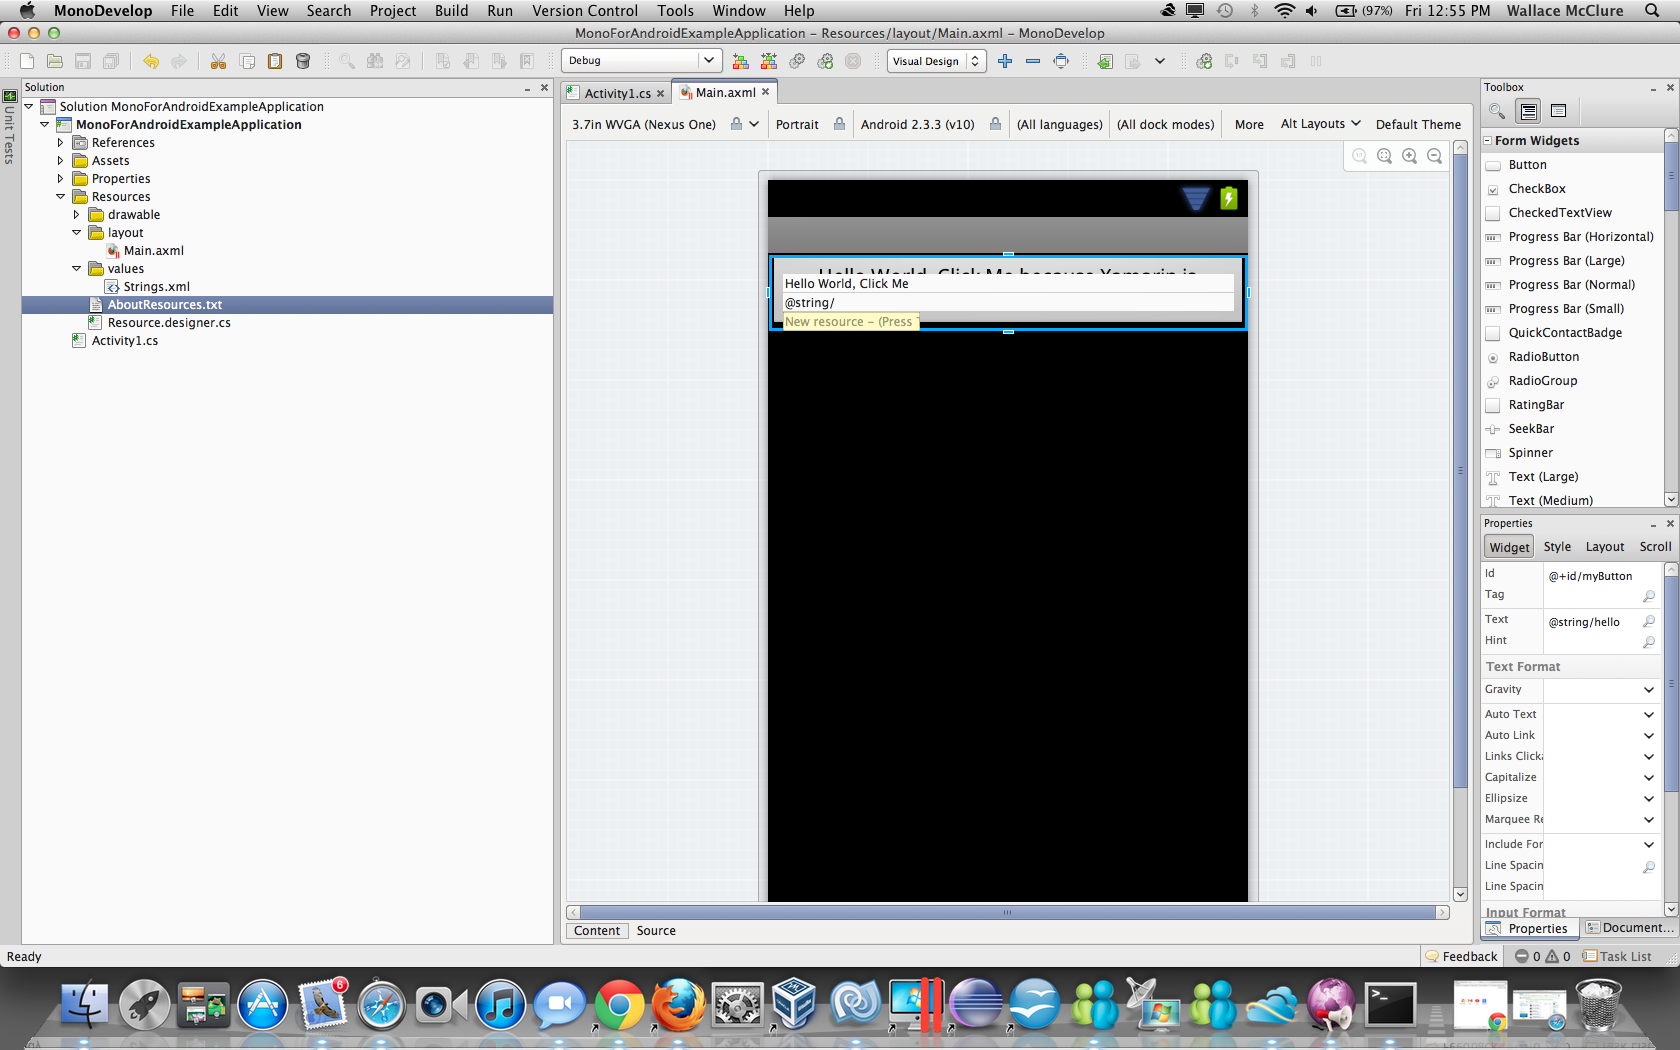 MonoDevelop File Edit View Search Project Build Run Version Control Tools Window Help (97%) Fri 12:55 PM Wallace McClure
MonoForAndroidExampleApplication – Resources/layout/Main.axml – MonoDevelop
Debug
Visual Design
Unit Tests
Solution
Solution MonoForAndroidExampleApplication
MonoForAndroidExampleApplication
References
Assets
Properties
Resources
drawable
layout
Main.axml
values
Strings.xml
AboutResources.txt
Resource.designer.cs
Activity1.cs
Activity1.cs
Main.axml
3.7in WVGA (Nexus One) Portrait Android 2.3.3 (v10) (All languages) (All dock modes) More Alt Layouts Default Theme
Hello World, Click Me because Xamarin is
Hello World, Click Me
@string/
New resource – (Press
Content Source
Toolbox
Form Widgets
Button
CheckBox
CheckedTextView
Progress Bar (Horizontal)
Progress Bar (Large)
Progress Bar (Normal)
Progress Bar (Small)
QuickContactBadge
RadioButton
RadioGroup
RatingBar
SeekBar
Spinner
Text (Large)
Text (Medium)
Properties
Widget Style Layout Scroll
Id @+id/myButton
Tag
Text @string/hello
Hint
Text Format
Gravity
Auto Text
Auto Link
Links Clicka
Capitalize
Ellipsize
Marquee Re
Include For
Line Spacin
Line Spacin
Input Format
Properties Document...
Ready
Feedback 0 0 Task List
6